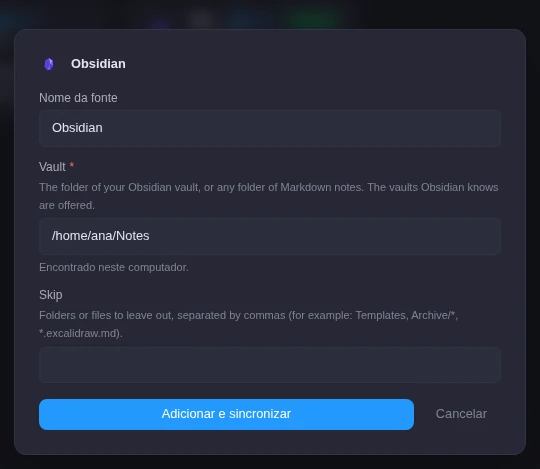 Obsidian
Nome da fonte
Obsidian
Vault *
The folder of your Obsidian vault, or any folder of Markdown notes. The vaults Obsidian knows
are offered.
/home/ana/Notes
Encontrado neste computador.
Skip
Folders or files to leave out, separated by commas (for example: Templates, Archive/*,
*.excalidraw.md).
Adicionar e sincronizar
Cancelar